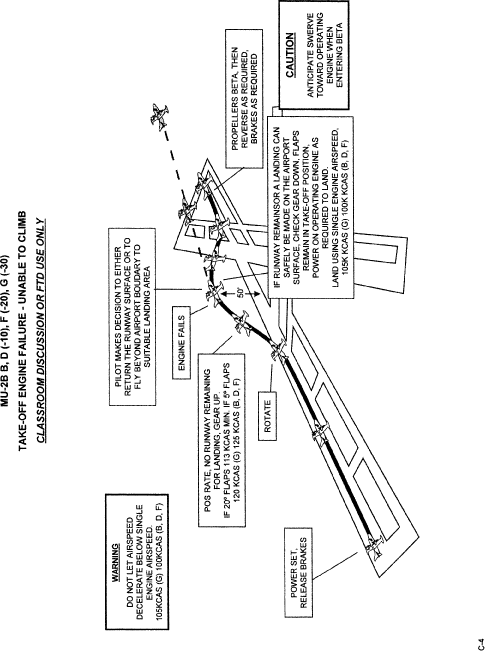 MU-2B B, D (-10), F (-20), G (-30)
TAKE-OFF ENGINE FAILURE - UNABLE TO CLIMB
CLASSROOM DISCUSSION OR FTD USE ONLY
WARNING
DO NOT LET AIRSPEED
DECELERATE BELOW SINGLE
ENGINE AIRSPEED.
105KCAS (G) 100KCAS (B, D, F)
POWER SET,
RELEASE BRAKES
ROTATE
POS RATE, NO RUNWAY REMAINING
FOR LANDING, GEAR UP.
IF 20° FLAPS 113 KCAS MIN. IF 5° FLAPS
120 KCAS (G) 125 KCAS (B, D, F)
ENGINE FAILS
PILOT MAKES DECISION TO EITHER
RETURN THE RUNWAY SURFACE OR TO
FLY BEYOND AIRPORT BOUDARY TO
SUITABLE LANDING AREA
50'
IF RUNWAY REMAINSOR A LANDING CAN
SAFELY BE MADE ON THE AIRPORT
SURFACE, CHECK GEAR DOWN, FLAPS
REMAIN IN TAKE-OFF POSITION,
POWER ON OPERATING ENGINE AS
REQUIRED TO LAND.
LAND USING SINGLE ENGINE AIRSPEED,
105K KCAS (G) 100K KCAS (B, D, F)
PROPELLERS BETA, THEN
REVERSE AS REQUIRED,
BRAKES AS REQUIRED
CAUTION
ANTICIPATE SWERVE
TOWARD OPERATING
ENGINE WHEN
ENTERING BETA
C-4